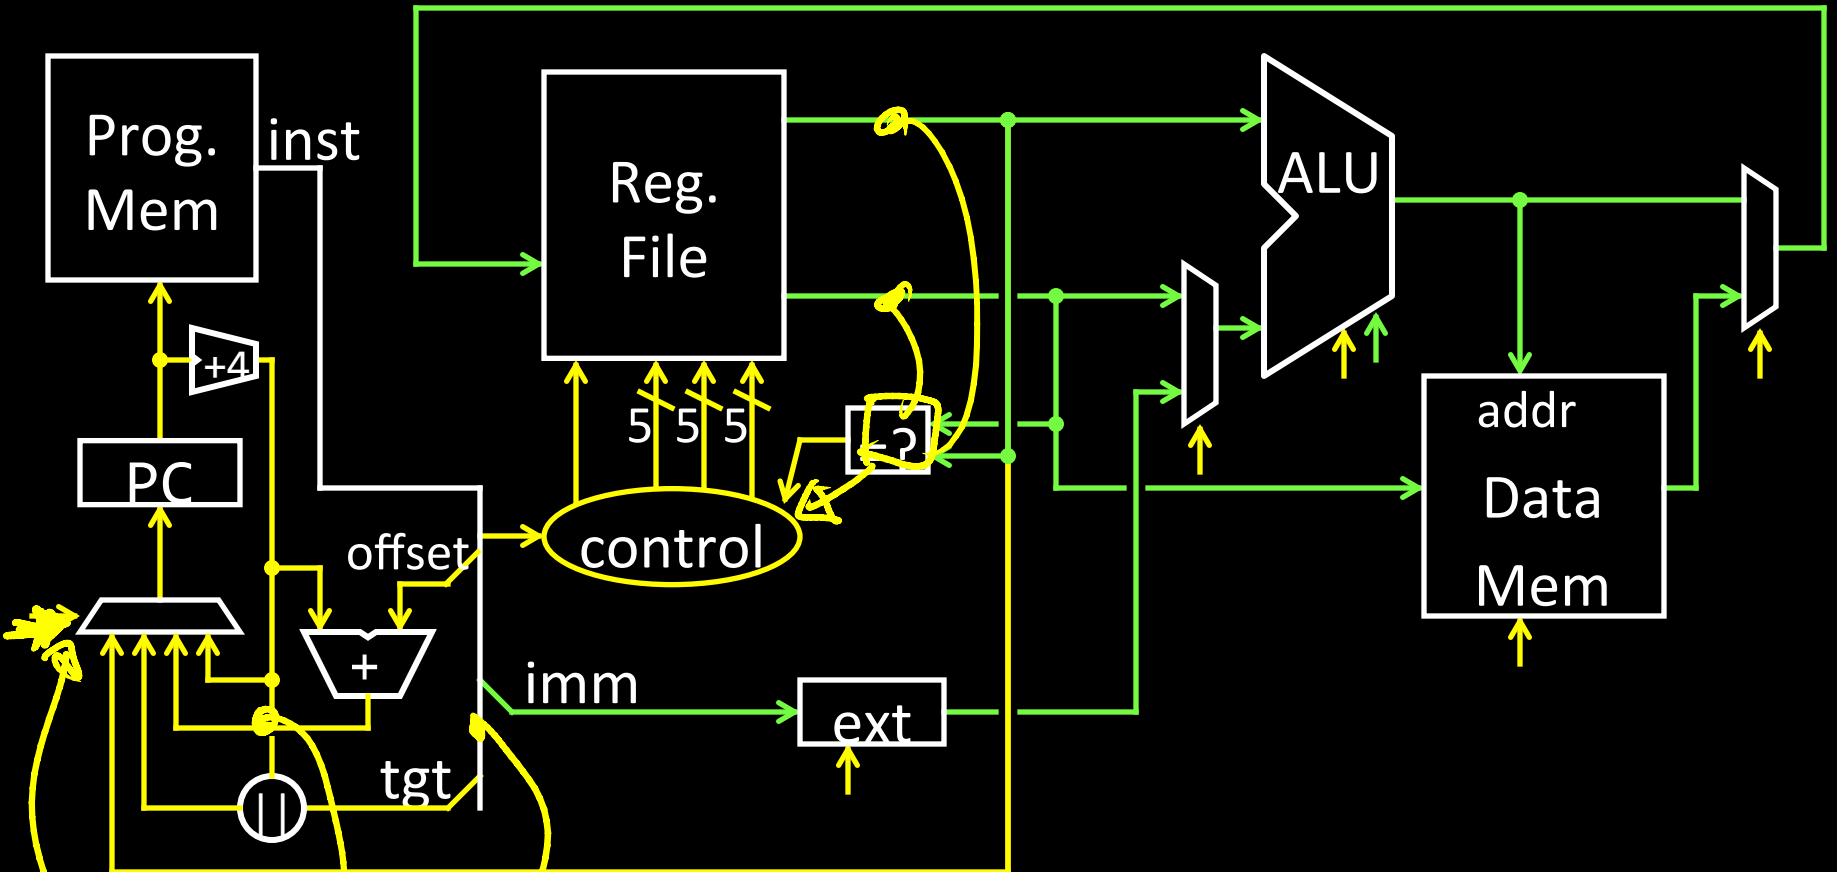 Prog.
Mem
inst
Reg.
File
ALU
+4
5 5 5
=?
addr
Data
Mem
PC
control
offset
+
imm
ext
tgt
||